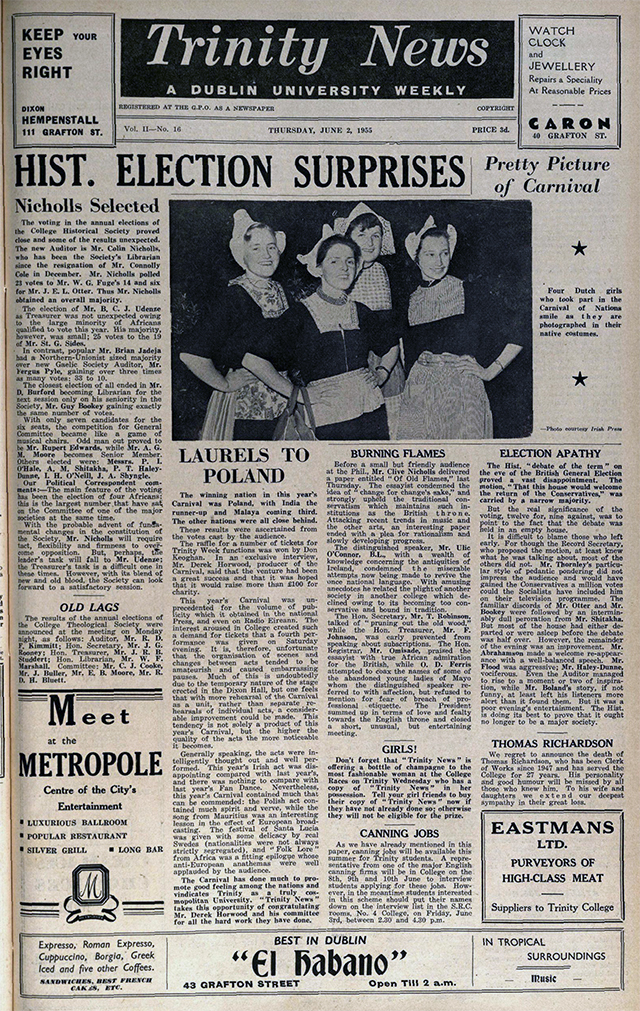 KEEP YOUR
EYES
RIGHT
DIXON
HEMPENSTALL
111 GRAFTON ST.
Trinity News
A DUBLIN UNIVERSITY WEEKLY
REGISTERED AT THE G.P.O. AS A NEWSPAPER
COPYRIGHT
Vol. II—No. 16
THURSDAY, JUNE 2, 1955
PRICE 3d.
WATCH
CLOCK
and
JEWELLERY
Repairs a Speciality
At Reasonable Prices
CARON
40 GRAFTON ST.
HIST. ELECTION SURPRISES
Nicholls Selected
The voting in the annual elections of
the College Historical Society proved
close and some of the results unexpected.
The new Auditor is Mr. Colin Nicholls,
who has been the Society's Librarian
since the resignation of Mr. Connolly
Cole in December. Mr. Nicholls polled
22 votes to Mr. W. G. Fuge's 14 and six
for Mr. J. E. L. Otter. Thus Mr. Nicholls
obtained an overall majority.
The election of Mr. B. C. J. Udenze
as Treasurer was not unexpected owing
to the large minority of Africans
qualified to vote this year. His majority,
however, was small; 25 votes to the 19
of Mr. St. G. Sides.
In contrast, popular Mr. Brian Jadeja
had a Northern-Unionist sized majority
over new Gaelic Society Auditor, Mr.
Fergus Pyle, gaining over three times
as many votes: 33 to 10.
The closest election of all ended in Mr.
D. Burford becoming Librarian for the
next session only on his seniority in the
Society, Mr. Guy Bookey gaining exactly
the same number of votes.
With only seven candidates for the
six seats, the competition for General
Committee became like a game of
musical chairs. Odd man out proved to
be Mr. Rupert Edwards, while Mr. A. G.
M. Moore becomes Senior Member.
Others elected were: Messrs. P. I.
O'Hale, A. M. Shitakha, P. T. Haley-
Dunne, I. H. O'Neill, J. A. Shyngle.
Our Political Correspondent com-
ments—The main feature of the voting
has been the election of four Africans;
this is the largest number that have sat
on the Committee of one of the major
societies at the same time.
With the probable event of funda-
mental changes in the constitution of
the Society, Mr. Nicholls will require
tact, flexibility and firmness to meet
some opposition. But, perhaps, the
leader's task will fall to Mr. Udenze;
the Treasurer's task is a difficult one in
these times. However, with its blend of
new and old blood, the Society can look
forward to a satisfactory session.
OLD LAGS
The results of the annual elections of
the College Theological Society were
announced at the meeting on Monday
night, as follows: Auditor, Mr. R. D.
F. Kimmitt; Hon. Secretary, Mr. J. G.
Rooney; Hon. Treasurer, Mr. J. R. B.
Studdert; Hon. Librarian, Mr. W. F.
Marshall. Committee: Mr. C. J. Cooke,
Mr. J. Buller, Mr. E. B. Moore, Mr. R.
D. H. Bluett.
Meet
at the
METROPOLE
Centre of the City's
Entertainment
LUXURIOUS BALLROOM
POPULAR RESTAURANT
SILVER GRILL
LONG BAR
M
Pretty Picture
of Carnival
Four Dutch girls
who took part in the
Carnival of Nations
smile as they are
photographed in their
native costumes.
—Photo courtesy Irish Press
LAURELS TO
POLAND
The winning nation in this year's
Carnival was Poland, with India the
runner-up and Malaya coming third.
The other nations were all close behind.
These results were ascertained from
the votes cast by the audience.
The raffle for a number of tickets for
Trinity Week functions was won by Don
Keoghan. In an exclusive interview,
Mr. Derek Horwood, producer of the
Carnival, said that the venture had been
a great success and that it was hoped
that it would raise more than £100 for
charity.
This year's Carnival was un-
precedented for the volume of pub-
licity which it obtained in the national
Press, and even on Radio Eireann. The
interest aroused in College created such
a demand for tickets that a fourth per-
formance was given on Saturday
evening. It is, therefore, unfortunate
that the organisation of scenes and
changes between acts tended to be
amateurish and caused embarrassing
pauses. Much of this is undoubtedly
due to the temporary nature of the stage
erected in the Dixon Hall, but one feels
that with more rehearsal of the Carnival
as a unit, rather than separate re-
hearsals of individual acts, a consider-
able improvement could be made. This
tendency is not solely a product of this
year's Carnival, but the higher the
quality of the acts the more noticeable
it becomes.
Generally speaking, the acts were in-
telligently thought out and well per-
formed. This year's Irish act was dis-
appointing compared with last year's,
and there was nothing to compare with
last year's Fan Dance. Nevertheless,
this year's Carnival contained much that
can be commended: the Polish act con-
tained much spirit and verve, while the
song from Mauritius was an interesting
lesson in the effect of European broad-
casting. The festival of Santa Lucia
was given with some delicacy by real
Swedes (nationalities were not always
strictly segregated), and "Folk Lore"
from Africa was a fitting epilogue whose
anti-European anathemas were well
applauded by the audience.
The Carnival has done much to pro-
mote good feeling among the nations and
vindicates Trinity as a truly cos-
mopolitan University. "Trinity News"
takes this opportunity of congratulating
Mr. Derek Horwood and his committee
for all the hard work they have done.
BURNING FLAMES
Before a small but friendly audience
at the Phil., Mr. Clive Nicholls delivered
a paper entitled "Of Old Flames," last
Thursday. The essayist condemned the
idea of "change for change's sake," and
strongly upheld the traditional con-
servatism which maintains such in-
stitutions as the British throne.
Attacking recent trends in music and
the other arts, an interesting paper
ended with a plea for rationalism in
slowly developing progress.
The distinguished speaker, Mr. Ulic
O'Connor, B.L., with a wealth of
knowledge concerning the antiquities of
Ireland, condemned the miserable
attempts now being made to revive the
once national language. With amusing
anecdotes he related the plight of another
society in another college which de-
clined owing to its becoming too con-
servative and bound in tradition.
The Hon. Secretary, Mr. T. Robinson,
talked of "pruning out the old wood,"
while the Hon. Treasurer, Mr. F.
Johnson, was early prevented from
speaking about subscriptions. The Hon.
Registrar, Mr. Omisade, praised the
essayist with typical African veneration
for the British, while Mr. O. D. Ferris
attempted to exhume the names of some of
the abandoned young ladies of Mayo
whom the distinguished speaker re-
ferred to with affection, but refused to
mention for fear of breach of pro-
fessional etiquette. The President
summed up in terms of love and fealty
towards the English throne and closed
a short, unusual, but entertaining
meeting.
GIRLS!
Don't forget that "Trinity News" is
offering a bottle of champagne to the
most fashionable woman at the College
Races on Trinity Wednesday who has a
copy of "Trinity News" in her
possession. Tell your girl friends to buy
their copy of "Trinity News" now if
they have not already done so; otherwise
they will not be eligible for the prize.
CANNING JOBS
As we have already mentioned in this
paper, canning jobs will be available this
summer for Trinity students. A repre-
sentative from one of the major English
canning firms will be in College on the
8th, 9th and 10th June to interview
students applying for these jobs. How-
ever, in the meantime students interested
in this scheme should put their names
down on the interview list in the S.R.C.
rooms, No. 4 College, on Friday, June
3rd, between 2.30 and 4.30 p.m.
ELECTION APATHY
The Hist. "debate of the term" on
the eve of the British General Election
proved a vast disappointment. The
motion, "That this house would welcome
the return of the Conservatives," was
carried by a narrow majority.
But the real significance of the
voting, twelve for, nine against, was to
point to the fact that the debate was
held in an empty house.
It is difficult to blame those who left
early. For though the Record Secretary,
who proposed the motion, at least knew
what he was talking about, most of the
others did not. Mr. Thornley's partic-
ular style of pedantic pondering did not
impress the audience and would have
gained the Conservatives a million votes
could the Socialists have included him
on their television programme. The
familiar discords of Mr. Otter and Mr.
Bookey were followed by an intermin-
ably dull peroration from Mr. Shitakha.
But most of the house had either de-
parted or were asleep before the debate
was half over. However, the remainder
of the evening was an improvement. Mr.
Abrahamson made a welcome re-appear-
ance with a well-balanced speech. Mr.
Flood was aggressive; Mr. Haley-Dunne,
vociferous. Even the Auditor managed
to rise to a moment or two of inspira-
tion, while Mr. Boland's story, if not
funny, at least left his listeners more
alert than it found them. But it was a
poor evening's entertainment. The Hist.
is doing its best to prove that it ought
no longer to be a major society.
THOMAS RICHARDSON
We regret to announce the death of
Thomas Richardson, who has been Clerk
of Works since 1947 and has served the
College for 27 years. His personality
and good humour will be missed by all
those who knew him. To his wife and
daughters we extend our deepest
sympathy in their great loss.
EASTMANS
LTD.
PURVEYORS OF
HIGH-CLASS MEAT
Suppliers to Trinity College
Expresso, Roman Expresso,
Cuppuccino, Borgia, Greek
Iced and five other Coffees.
SANDWICHES, BEST FRENCH
CAKES, ETC.
BEST IN DUBLIN
"El Habano"
43 GRAFTON STREET
Open Till 2 a.m.
IN TROPICAL
SURROUNDINGS
— Music —